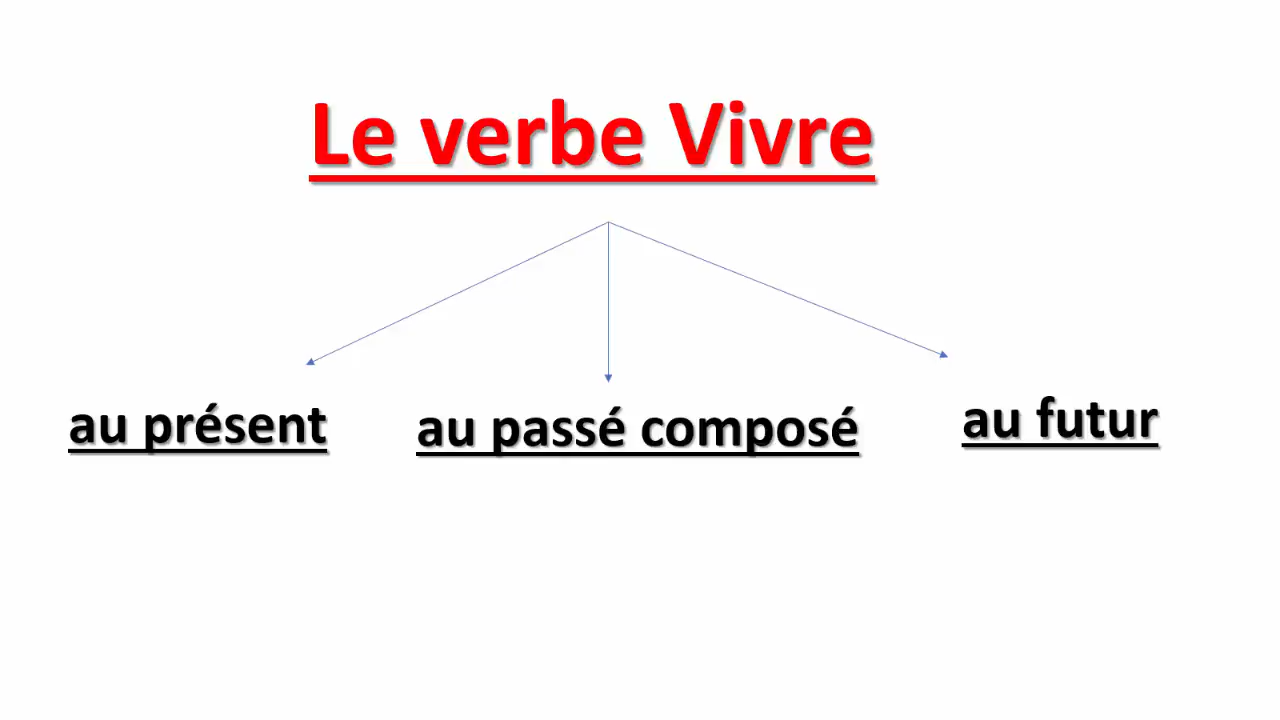 Le verbe Vivre
au présent
au passé composé
au futur